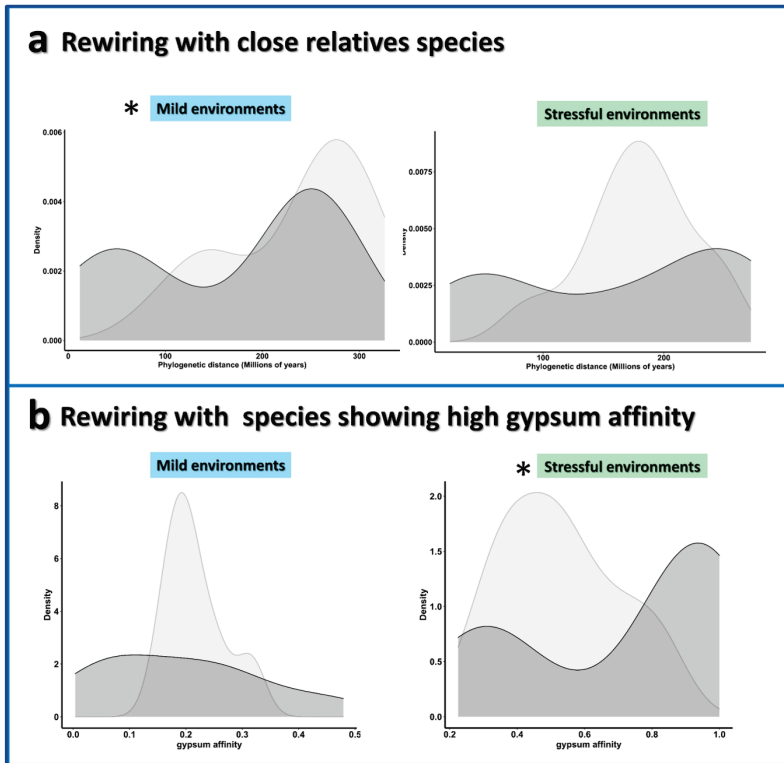 a Rewiring with close relatives species
* Mild environments
Stressful environments
0.006
0.004
0.002
0.000
Density
0
100
200
300
Phylogenetic distance (Millions of years)
0.0075
0.0050
0.0025
0.0000
Density
100
200
Phylogenetic distance (Millions of years)
b Rewiring with species showing high gypsum affinity
Mild environments
* Stressful environments
8
6
4
2
0
Density
0.0
0.1
0.2
0.3
0.4
0.5
gypsum affinity
2.0
1.5
1.0
0.5
0.0
Density
0.2
0.4
0.6
0.8
1.0
gypsum affinity